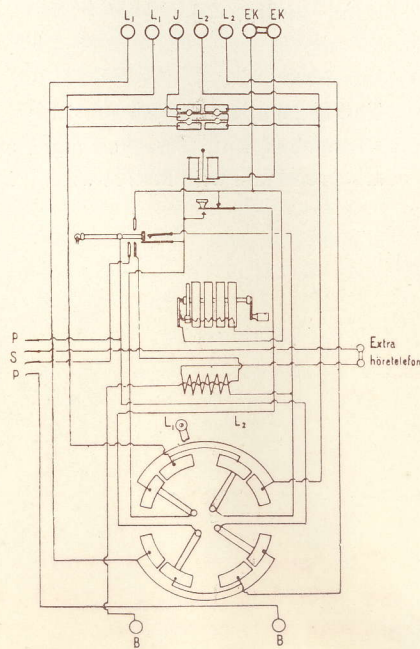 L₁ L₁ J L₂ L₂ EK EK
P
S
P
Extra
höretelefon
L₁ L₂
B B